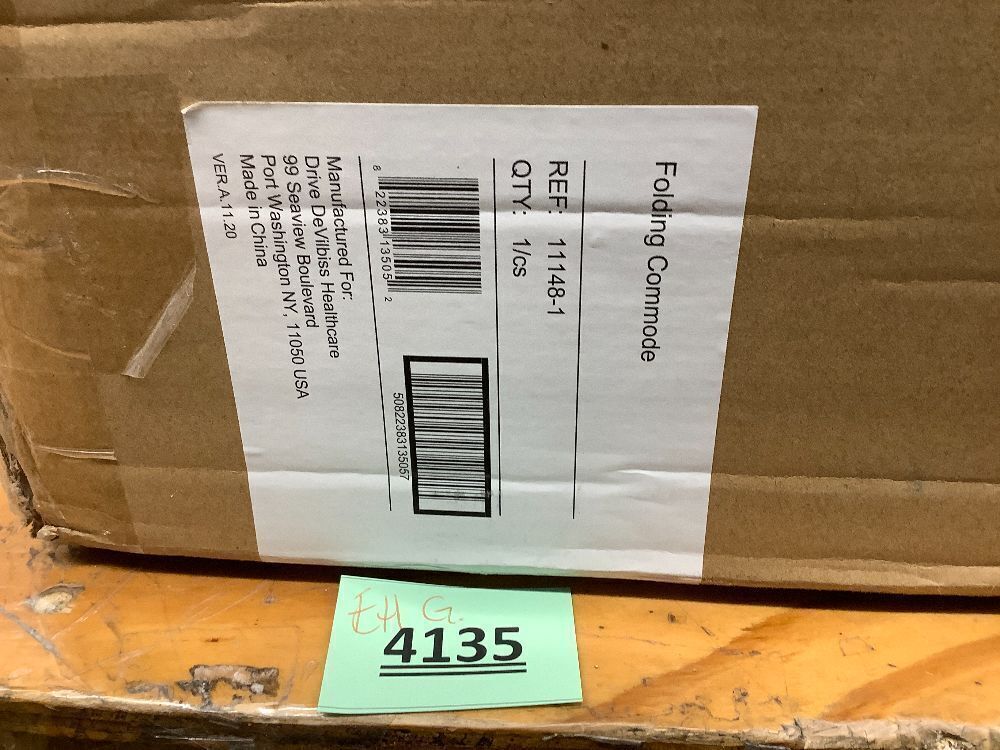 Folding Commode
REF: 11148-1
QTY: 1/cs
8 22383 13505 2
50822383135057
Manufactured For:
Drive DeVilbiss Healthcare
99 Seaview Boulevard
Port Washington NY, 11050 USA
Made In China
VER.A.11.20
EH G.
4135